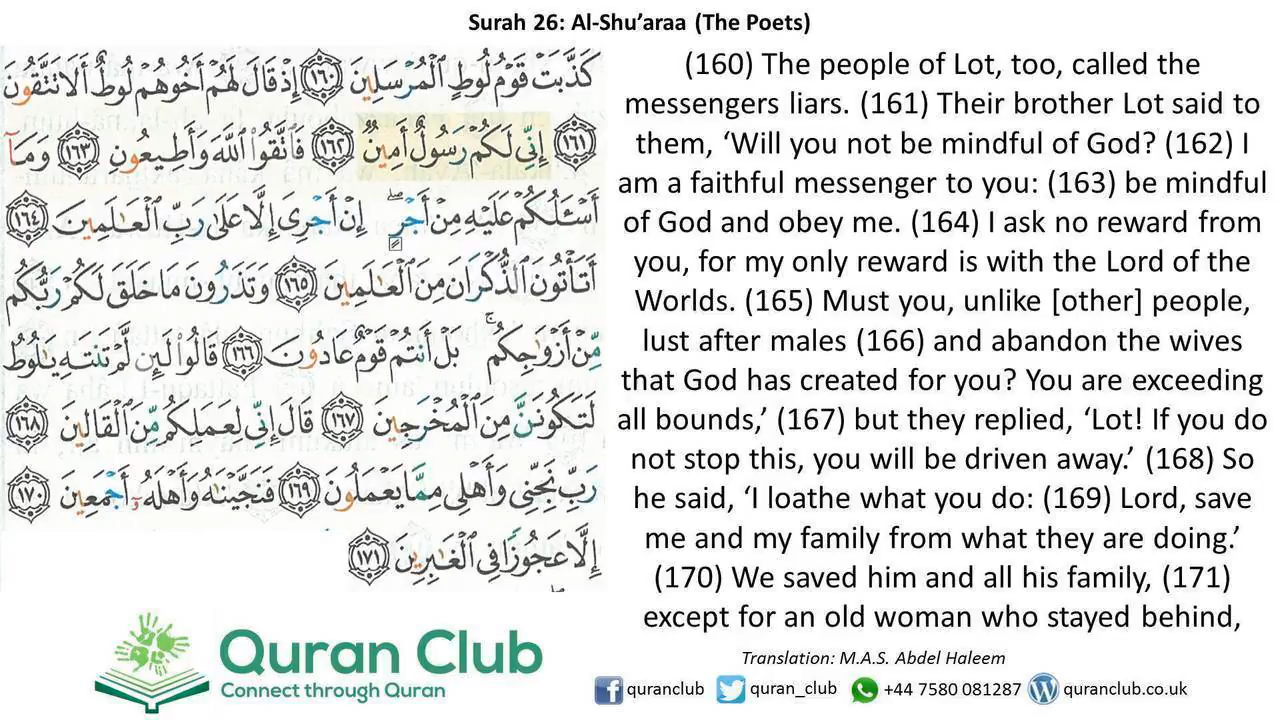 Surah 26: Al-Shu’araa (The Poets)
كَذَّبَتْ قَوْمُ لُوطٍ الْمُرْسَلِينَ ١٦٠ إِذْ قَالَ لَهُمْ أَخُوهُمْ لُوطٌ أَلَا تَتَّقُونَ
١٦١ إِنِّي لَكُمْ رَسُولٌ أَمِينٌ ١٦٢ فَاتَّقُوا اللَّهَ وَأَطِيعُونِ ١٦٣ وَمَآ
أَسْـَٔلُكُمْ عَلَيْهِ مِنْ أَجْرٍ ۖ إِنْ أَجْرِىَ إِلَّا عَلَىٰ رَبِّ الْعَـٰلَمِينَ ١٦٤
أَتَأْتُونَ الذُّكْرَانَ مِنَ الْعَـٰلَمِينَ ١٦٥ وَتَذَرُونَ مَا خَلَقَ لَكُمْ رَبُّكُم
مِّنْ أَزْوَٰجِكُم ۚ بَلْ أَنتُمْ قَوْمٌ عَادُونَ ١٦٦ قَالُوا لَئِن لَّمْ تَنتَهِ يَـٰلُوطُ
لَتَكُونَنَّ مِنَ الْمُخْرَجِينَ ١٦٧ قَالَ إِنِّي لِعَمَلِكُم مِّنَ الْقَالِينَ ١٦٨
رَبِّ نَجِّنِي وَأَهْلِي مِمَّا يَعْمَلُونَ ١٦٩ فَنَجَّيْنَـٰهُ وَأَهْلَهُۥٓ أَجْمَعِينَ ١٧٠
إِلَّا عَجُوزًا فِي الْغَـٰبِرِينَ ١٧١
(160) The people of Lot, too, called the
messengers liars. (161) Their brother Lot said to
them, ‘Will you not be mindful of God? (162) I
am a faithful messenger to you: (163) be mindful
of God and obey me. (164) I ask no reward from
you, for my only reward is with the Lord of the
Worlds. (165) Must you, unlike [other] people,
lust after males (166) and abandon the wives
that God has created for you? You are exceeding
all bounds,’ (167) but they replied, ‘Lot! If you do
not stop this, you will be driven away.’ (168) So
he said, ‘I loathe what you do: (169) Lord, save
me and my family from what they are doing.’
(170) We saved him and all his family, (171)
except for an old woman who stayed behind,
Translation: M.A.S. Abdel Haleem
Quran Club
Connect through Quran
quranclub quran_club +44 7580 081287 quranclub.co.uk